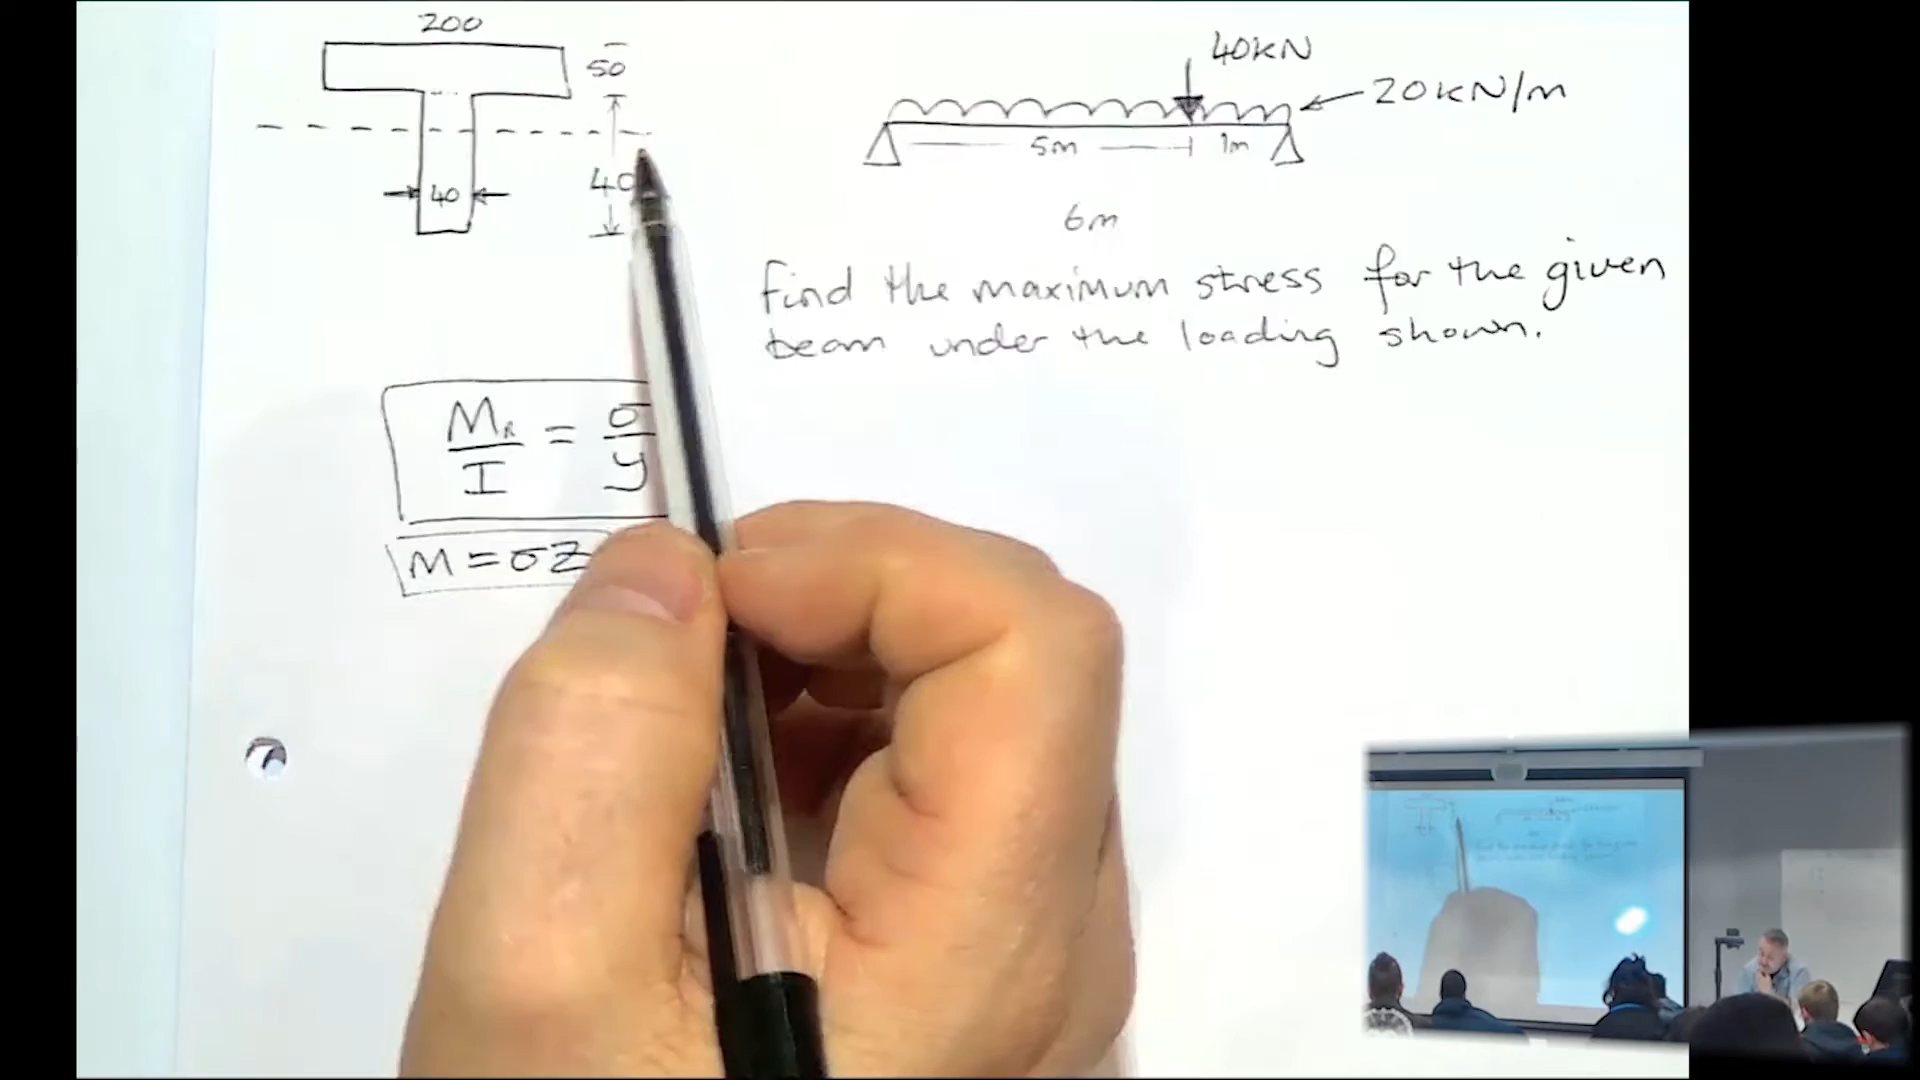 200
50
40
40
40kN
20kN/m
5m
1m
6m
find the maximum stress for the given
beam under the loading shown.
M_R / I = σ / y
M = σZ